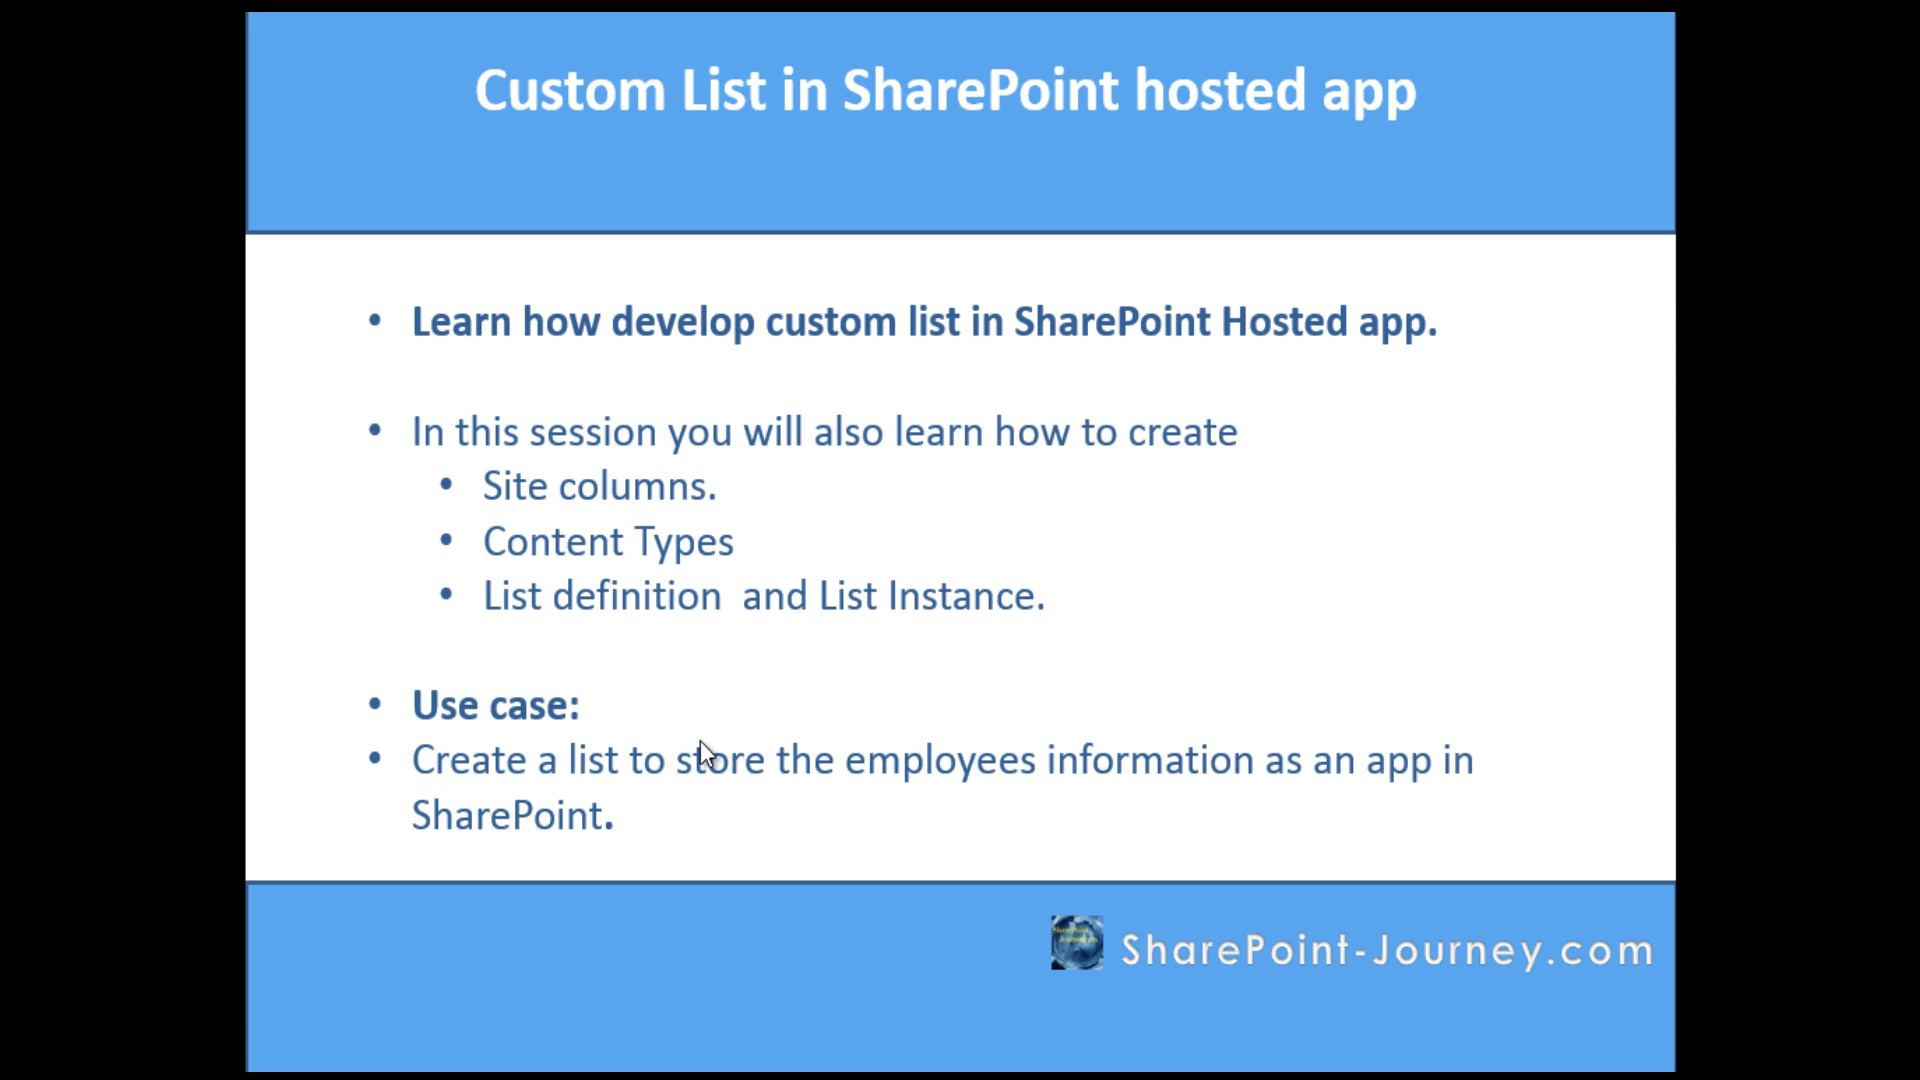 Custom List in SharePoint hosted app
• Learn how develop custom list in SharePoint Hosted app.
• In this session you will also learn how to create
• Site columns.
• Content Types
• List definition  and List Instance.
• Use case:
• Create a list to store the employees information as an app in
SharePoint.
SharePoint-Journey.com